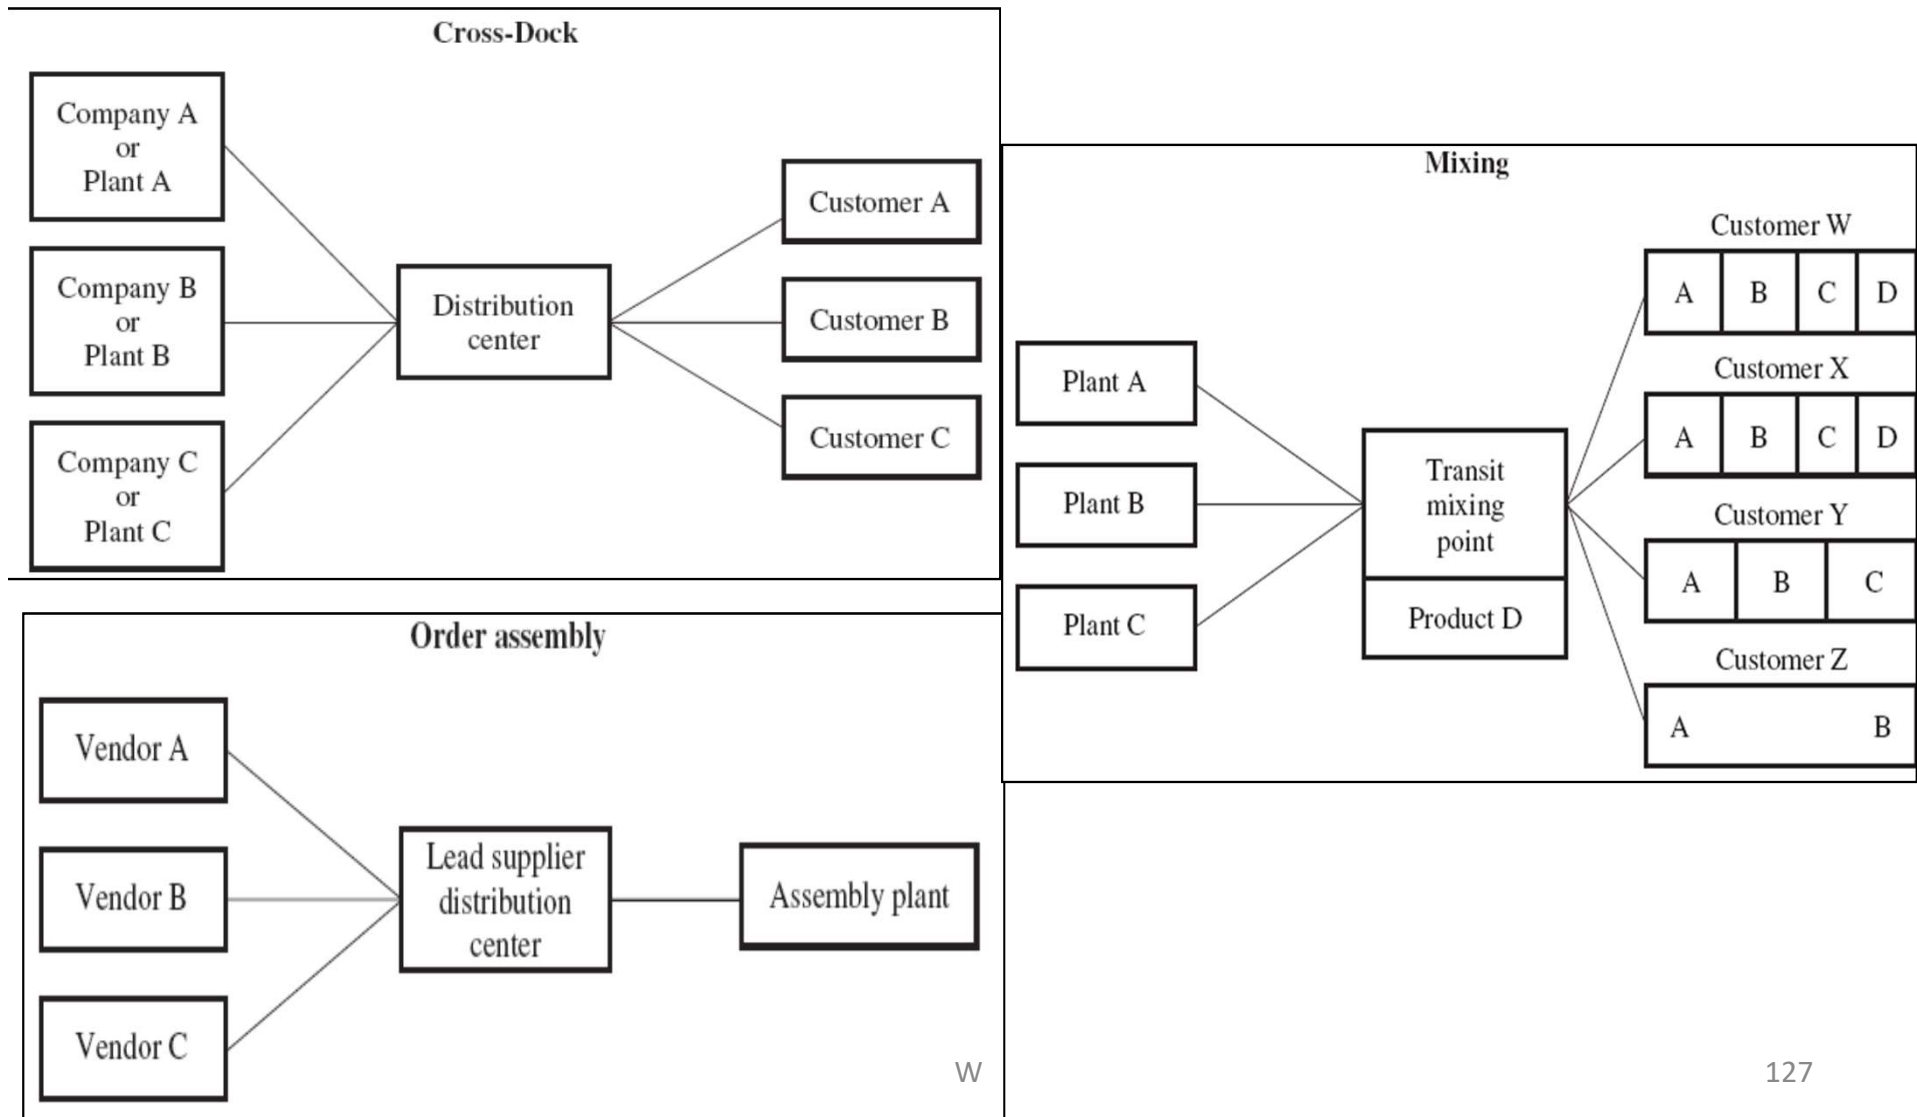 Cross-Dock
Company A
or
Plant A
Company B
or
Plant B
Company C
or
Plant C
Distribution
center
Customer A
Customer B
Customer C
Mixing
Plant A
Plant B
Plant C
Transit
mixing
point
Product D
Customer W
A B C D
Customer X
A B C D
Customer Y
A B C
Customer Z
A B
Order assembly
Vendor A
Vendor B
Vendor C
Lead supplier
distribution
center
Assembly plant
W
127